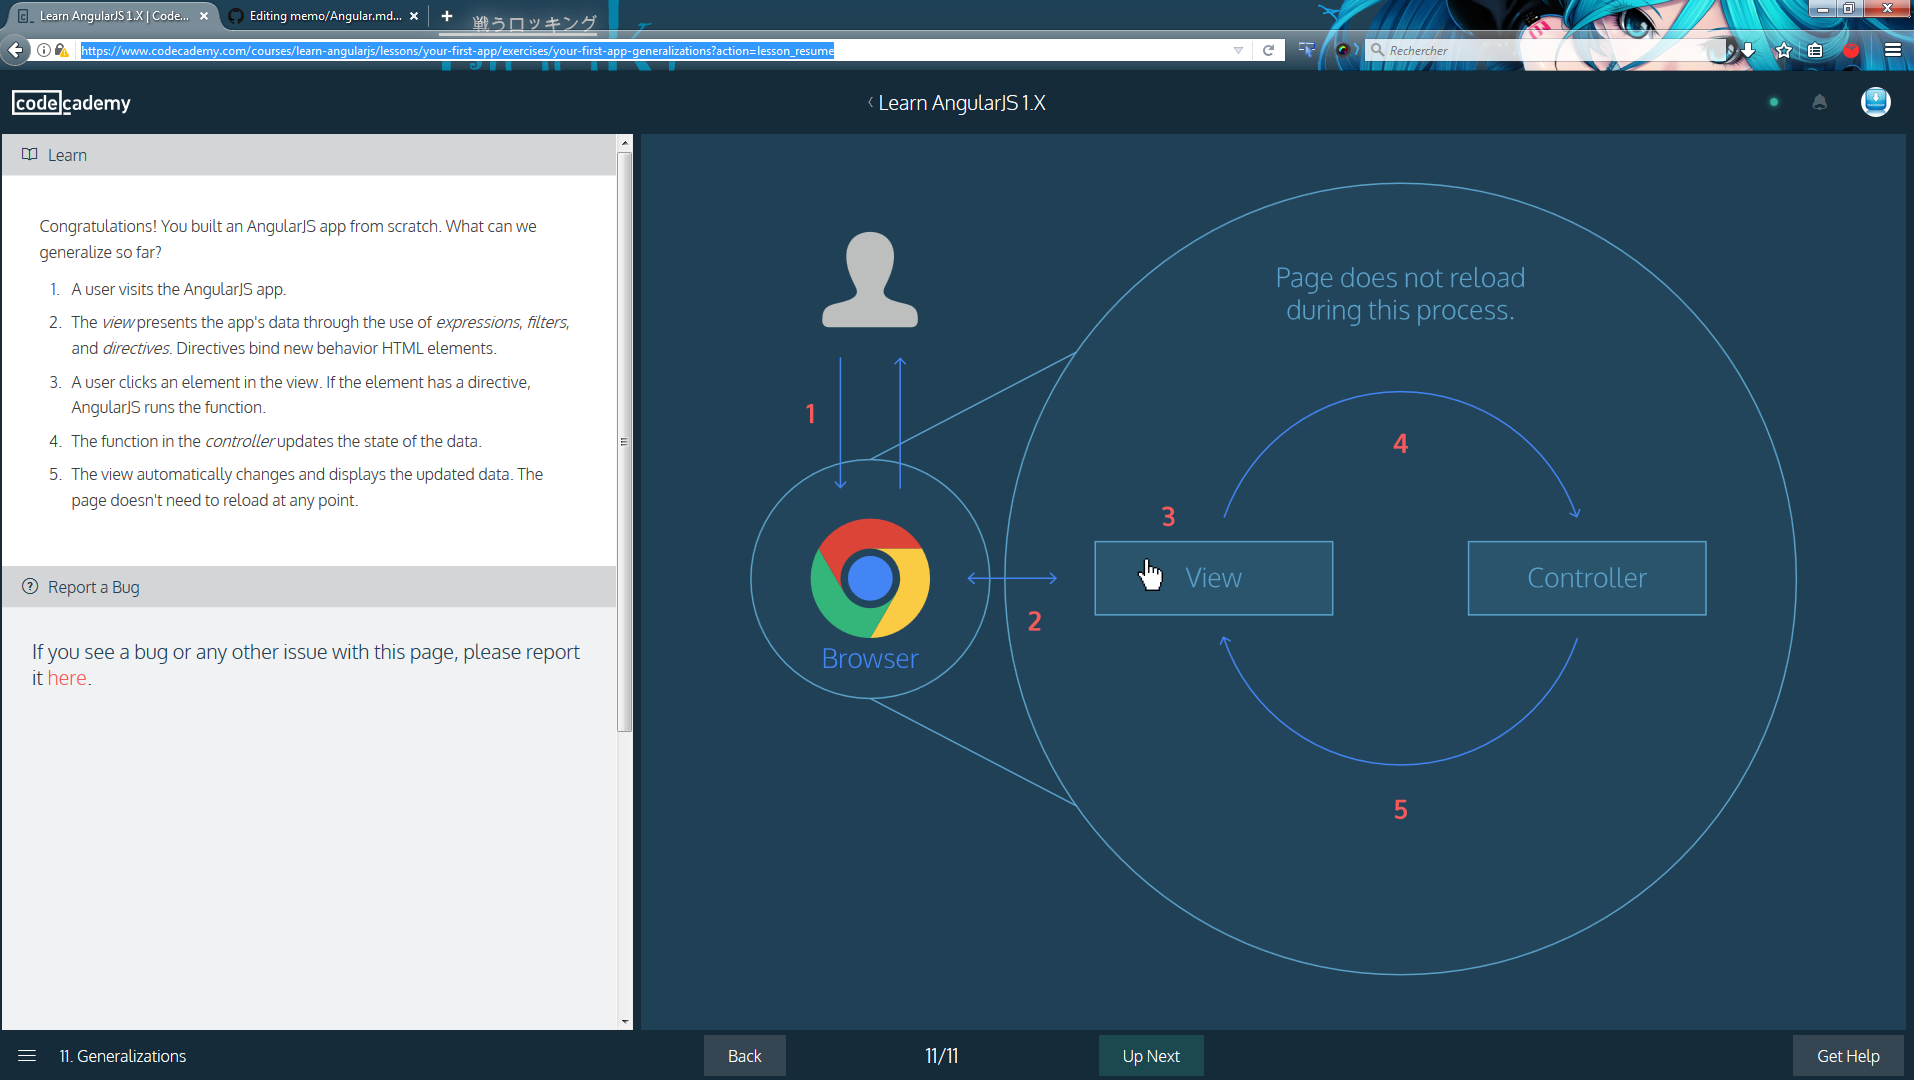 Learn AngularJS 1.X | Code...
Editing memo/Angular.md...
戦うロッキング
https://www.codecademy.com/courses/learn-angularjs/lessons/your-first-app/exercises/your-first-app-generalizations?action=lesson_resume
Rechercher
codecademy
Learn AngularJS 1.X
Learn
Congratulations! You built an AngularJS app from scratch. What can we
generalize so far?
1. A user visits the AngularJS app.
2. The view presents the app's data through the use of expressions, filters,
and directives. Directives bind new behavior HTML elements.
3. A user clicks an element in the view. If the element has a directive,
AngularJS runs the function.
4. The function in the controller updates the state of the data.
5. The view automatically changes and displays the updated data. The
page doesn't need to reload at any point.
Report a Bug
If you see a bug or any other issue with this page, please report
it here.
Page does not reload
during this process.
1
4
3
View
Controller
2
Browser
5
11. Generalizations
Back
11/11
Up Next
Get Help